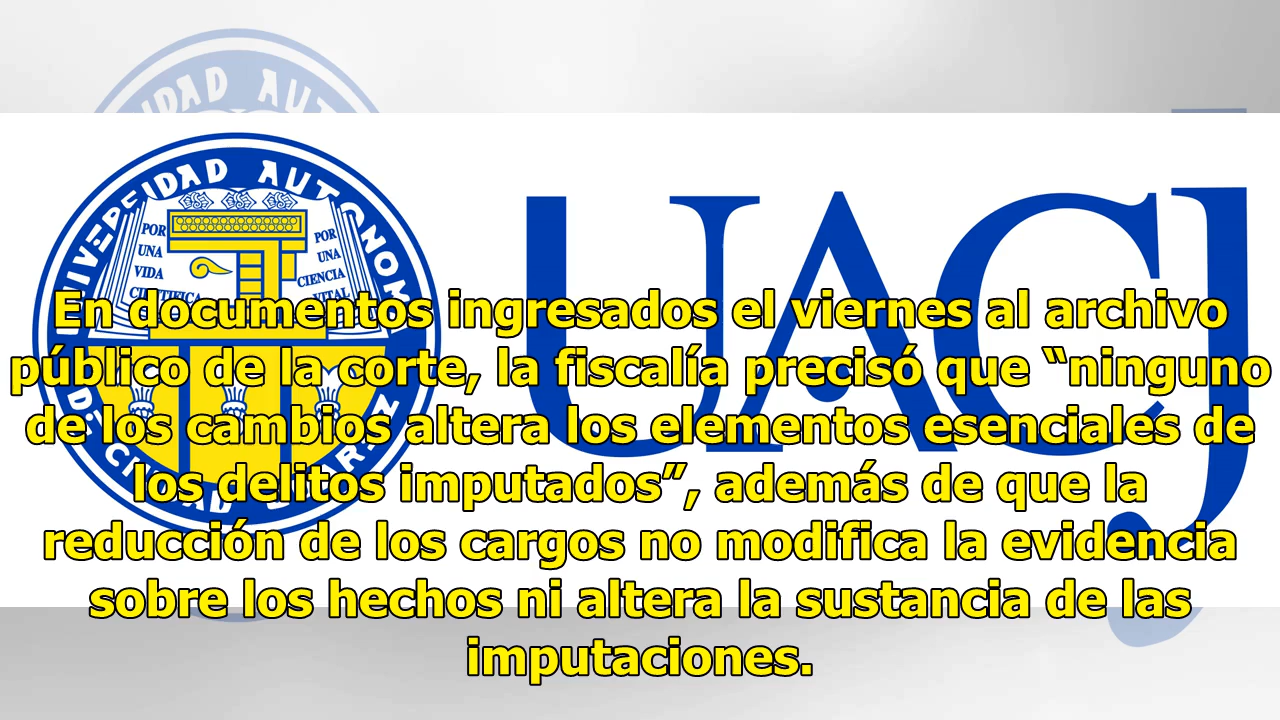 UNIVERSIDAD AUTONOMA
DE CIUDAD JUAREZ
POR
UNA
VIDA
CIENTIFICA
POR
UNA
CIENCIA
VITAL
UACJ
En documentos ingresados el viernes al archivo
público de la corte, la fiscalía precisó que “ninguno
de los cambios altera los elementos esenciales de
los delitos imputados”, además de que la
reducción de los cargos no modifica la evidencia
sobre los hechos ni altera la sustancia de las
imputaciones.